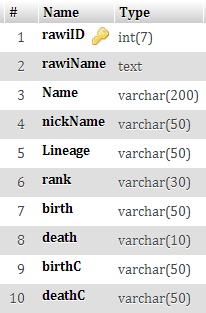 # Name Type
1 rawiID int(7)
2 rawiName text
3 Name varchar(200)
4 nickName varchar(50)
5 Lineage varchar(50)
6 rank varchar(30)
7 birth varchar(50)
8 death varchar(10)
9 birthC varchar(50)
10 deathC varchar(50)